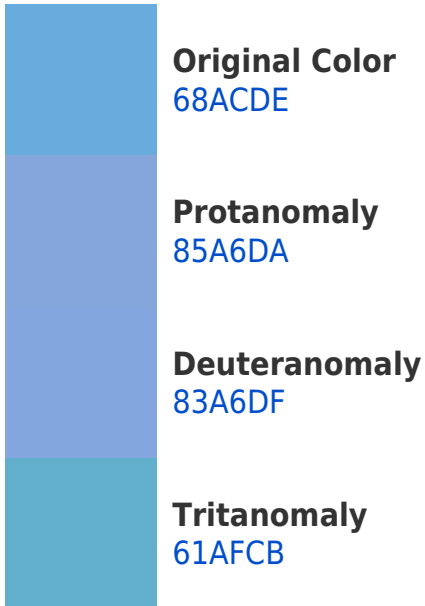 Original Color
68ACDE
Protanomaly
85A6DA
Deuteranomaly
83A6DF
Tritanomaly
61AFCB